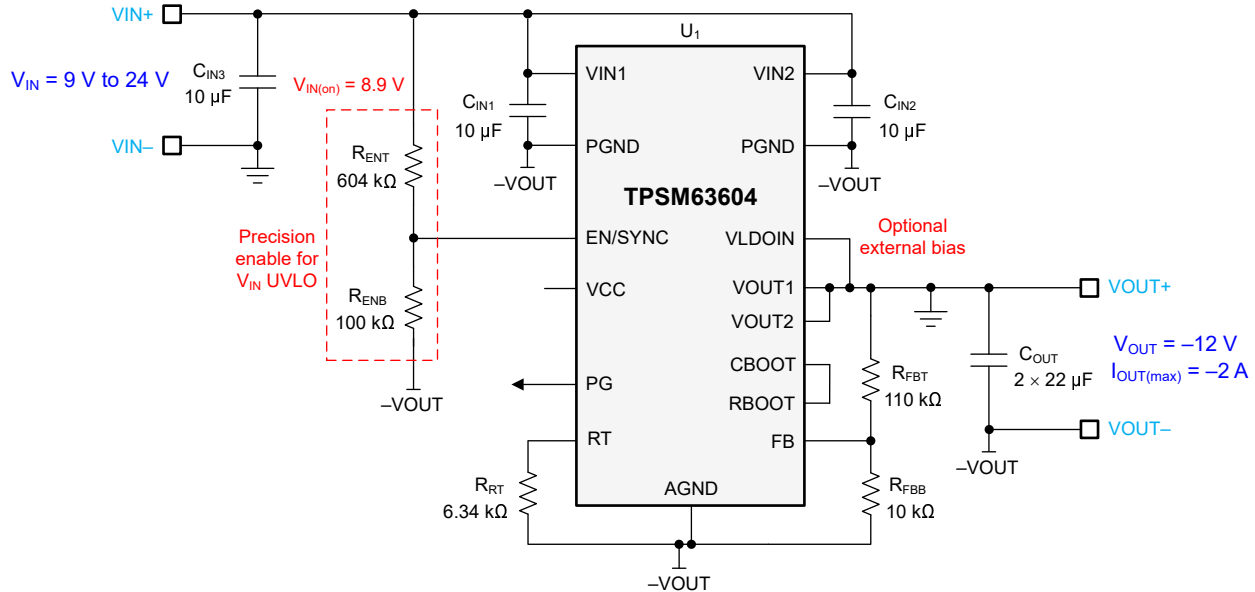 VIN+
U1
VIN = 9 V to 24 V
CIN3
10 µF
VIN(on) = 8.9 V
VIN–
CIN1
10 µF
–VOUT
VIN1
VIN2
PGND
PGND
TPSM63604
CIN2
10 µF
–VOUT
RENT
604 kΩ
Precision
enable for
VIN UVLO
RENB
100 kΩ
–VOUT
EN/SYNC
VLDOIN
VCC
VOUT1
VOUT2
CBOOT
PG
RBOOT
RT
FB
AGND
Optional
external bias
VOUT+
RFBT
110 kΩ
COUT
2 × 22 µF
VOUT = –12 V
IOUT(max) = –2 A
VOUT–
–VOUT
RRT
6.34 kΩ
RFBB
10 kΩ
–VOUT